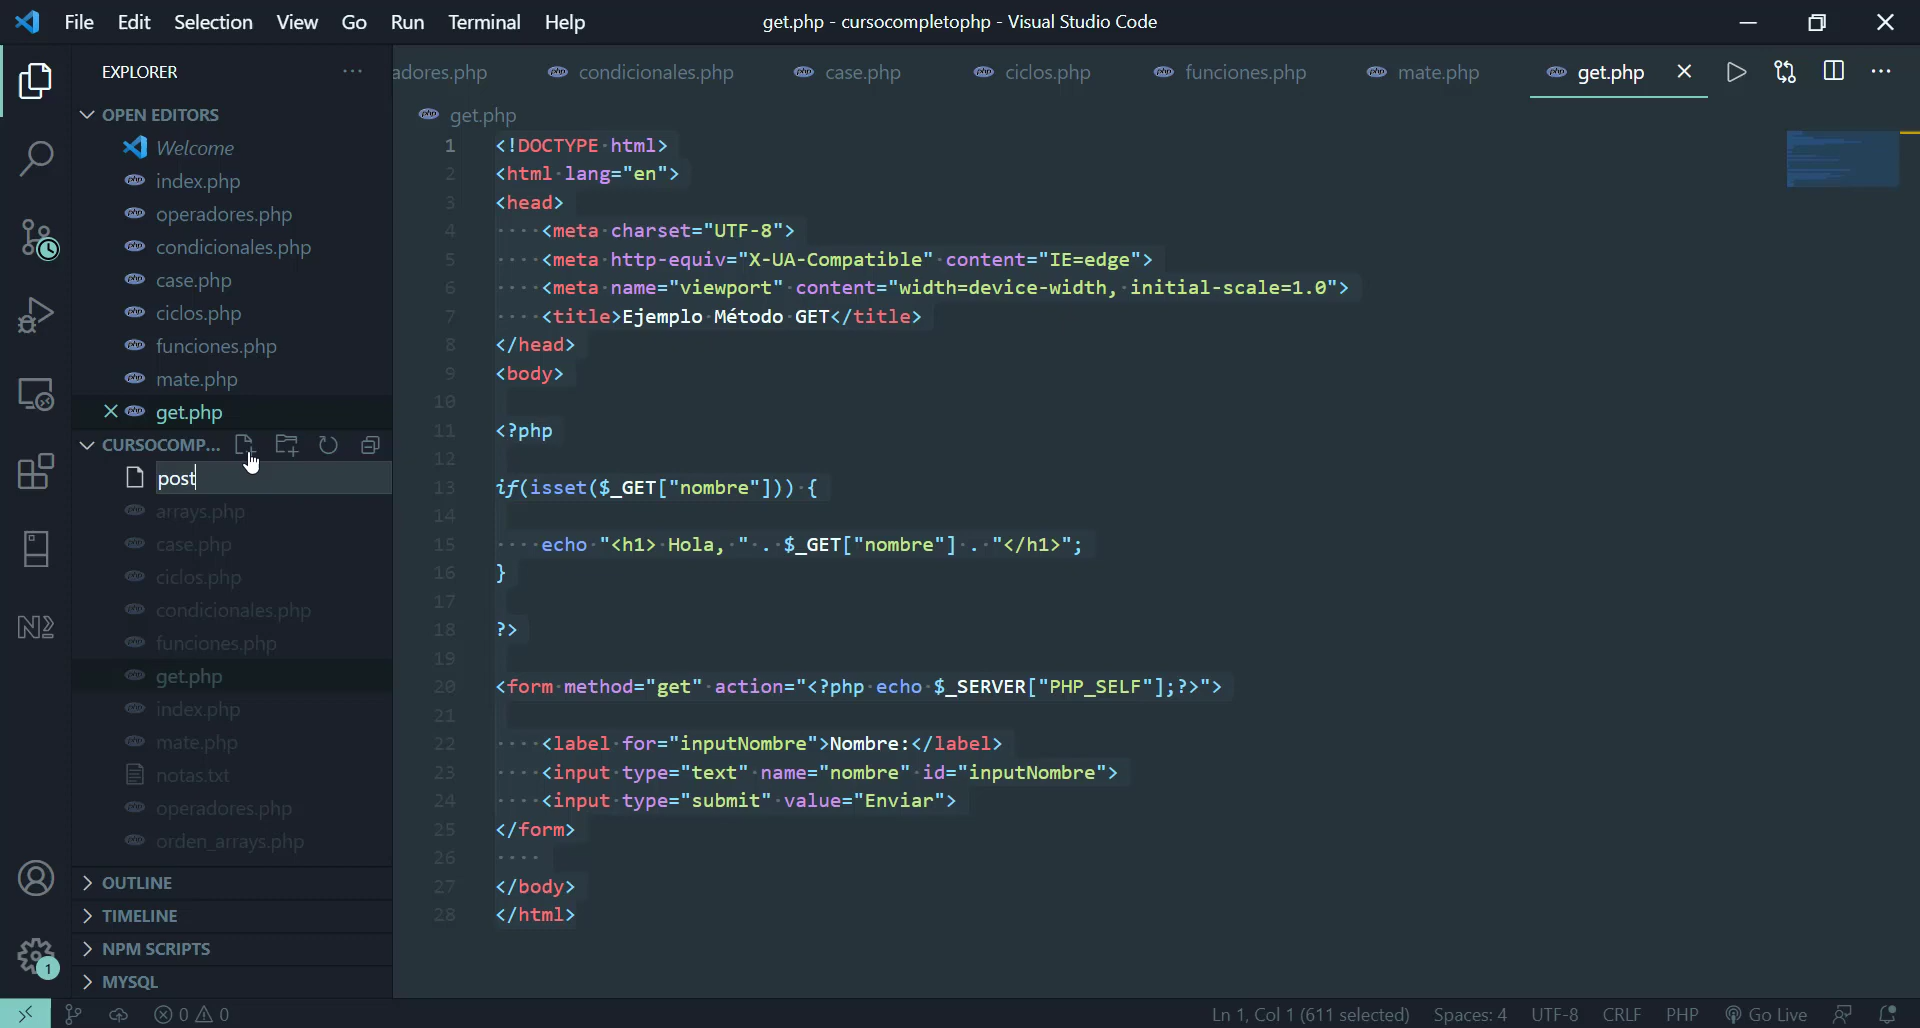 File Edit Selection View Go Run Terminal Help
get.php - cursocompletophp - Visual Studio Code
EXPLORER
OPEN EDITORS
Welcome
index.php
operadores.php
condicionales.php
case.php
ciclos.php
funciones.php
mate.php
get.php
CURSOCOMP...
post
arrays.php
case.php
ciclos.php
condicionales.php
funciones.php
get.php
index.php
mate.php
notas.txt
operadores.php
orden_arrays.php
OUTLINE
TIMELINE
NPM SCRIPTS
MYSQL
adores.php condicionales.php case.php ciclos.php funciones.php mate.php get.php
get.php
1 <!DOCTYPE html>
2 <html lang="en">
3 <head>
4 <meta charset="UTF-8">
5 <meta http-equiv="X-UA-Compatible" content="IE=edge">
6 <meta name="viewport" content="width=device-width, initial-scale=1.0">
7 <title>Ejemplo Método GET</title>
8 </head>
9 <body>
10
11 <?php
12
13 if(isset($_GET["nombre"])) {
14
15 echo "<h1> Hola, " . $_GET["nombre"] . "</h1>";
16 }
17
18 ?>
19
20 <form method="get" action="<?php echo $_SERVER["PHP_SELF"];?>">
21
22 <label for="inputNombre">Nombre:</label>
23 <input type="text" name="nombre" id="inputNombre">
24 <input type="submit" value="Enviar">
25 </form>
26
27 </body>
28 </html>
1
0 0 Ln 1, Col 1 (611 selected) Spaces: 4 UTF-8 CRLF PHP Go Live